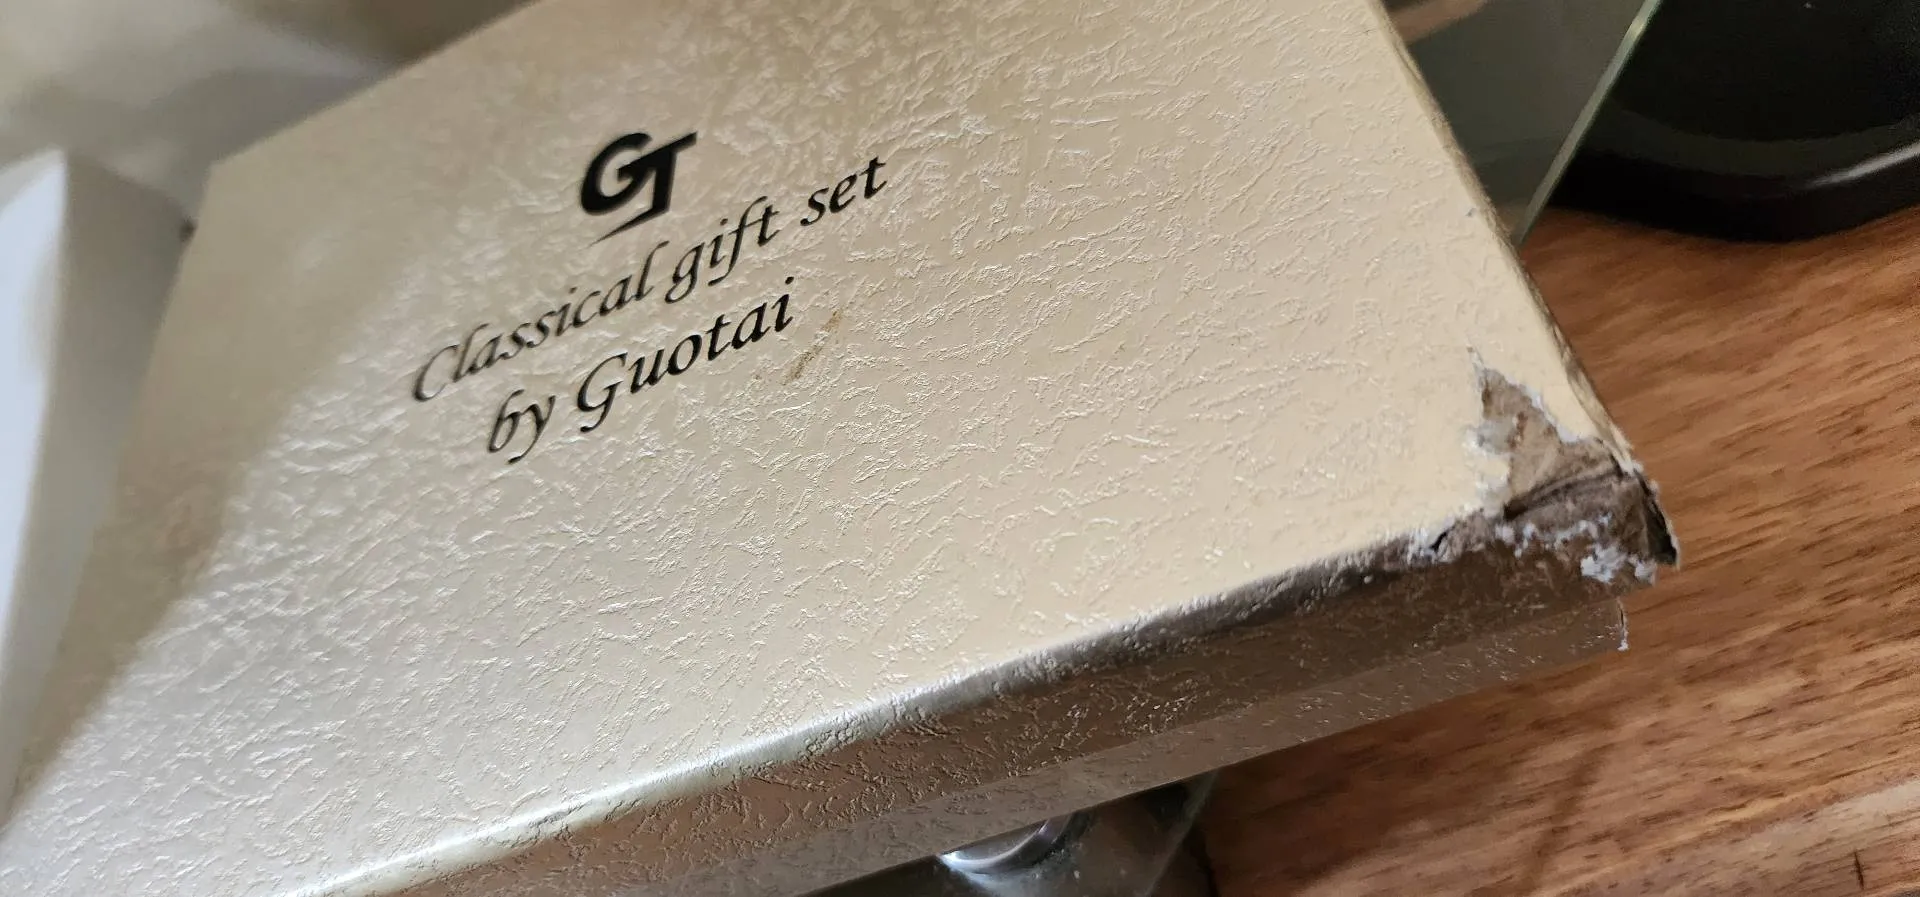 GT
Classical gift set
by Guotai